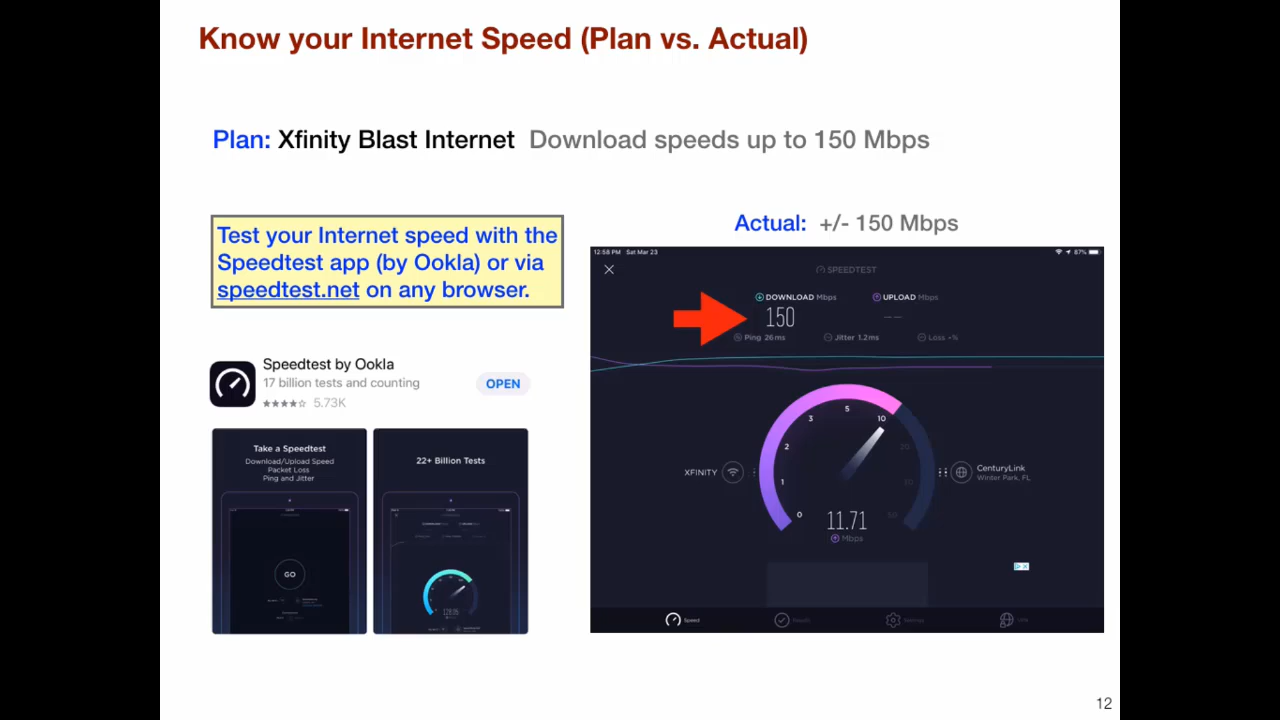 Know your Internet Speed (Plan vs. Actual)
Plan: Xfinity Blast Internet Download speeds up to 150 Mbps
Test your Internet speed with the
Speedtest app (by Ookla) or via
speedtest.net on any browser.
Speedtest by Ookla
17 billion tests and counting
5.73K
OPEN
Take a Speedtest
Download/Upload Speed
Packet Loss
Ping and Jitter
GO
22+ Billion Tests
Actual: +/- 150 Mbps
12:58 PM Sat Mar 23
87%
SPEEDTEST
DOWNLOAD Mbps
150
UPLOAD Mbps
Ping 26ms
Jitter 1.2ms
Loss
0
1
2
3
5
10
XFINITY
CenturyLink
Winter Park, FL
11.71
Mbps
Speed
Settings
12